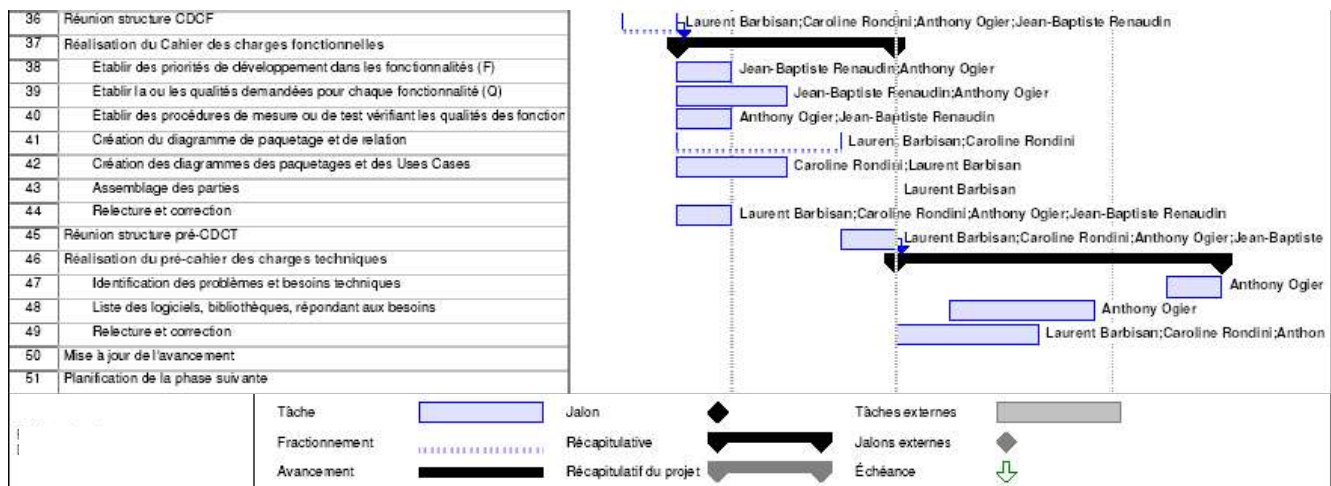 36 Réunion structure CDCF Laurent Barbisan;Caroline Rondini;Anthony Ogier;Jean-Baptiste Renaudin
37 Réalisation du Cahier des charges fonctionnelles
38 Etablir des priorités de développement dans les fonctionnalités (F) Jean-Baptiste Renaudin;Anthony Ogier
39 Etablir la ou les qualités demandées pour chaque fonctionnalité (Q) Jean-Baptiste Renaudin;Anthony Ogier
40 Etablir des procédures de mesure ou de test vérifiant les qualités des fonction Anthony Ogier;Jean-Baptiste Renaudin
41 Création du diagramme de paquetage et de relation Laurent Barbisan;Caroline Rondini
42 Création des diagrammes des paquetages et des Uses Cases Caroline Rondini;Laurent Barbisan
43 Assemblage des parties Laurent Barbisan
44 Relecture et correction Laurent Barbisan;Caroline Rondini;Anthony Ogier;Jean-Baptiste Renaudin
45 Réunion structure pré-CDCT Laurent Barbisan;Caroline Rondini;Anthony Ogier;Jean-Baptiste
46 Réalisation du pré-cahier des charges techniques
47 Identification des problèmes et besoins techniques Anthony Ogier
48 Liste des logiciels, bibliothèques, répondant aux besoins Anthony Ogier
49 Relecture et correction Laurent Barbisan;Caroline Rondini;Anthon
50 Mise à jour de l'avancement
51 Planification de la phase suivante
Tâche Jalon Tâches externes
Fractionnement Récapitulative Jalons externes
Avancement Récapitulatif du projet Échéance